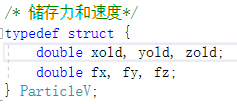 /* 储存力和速度*/
typedef struct {
double xold, yold, zold;
double fx, fy, fz;
} ParticleV;